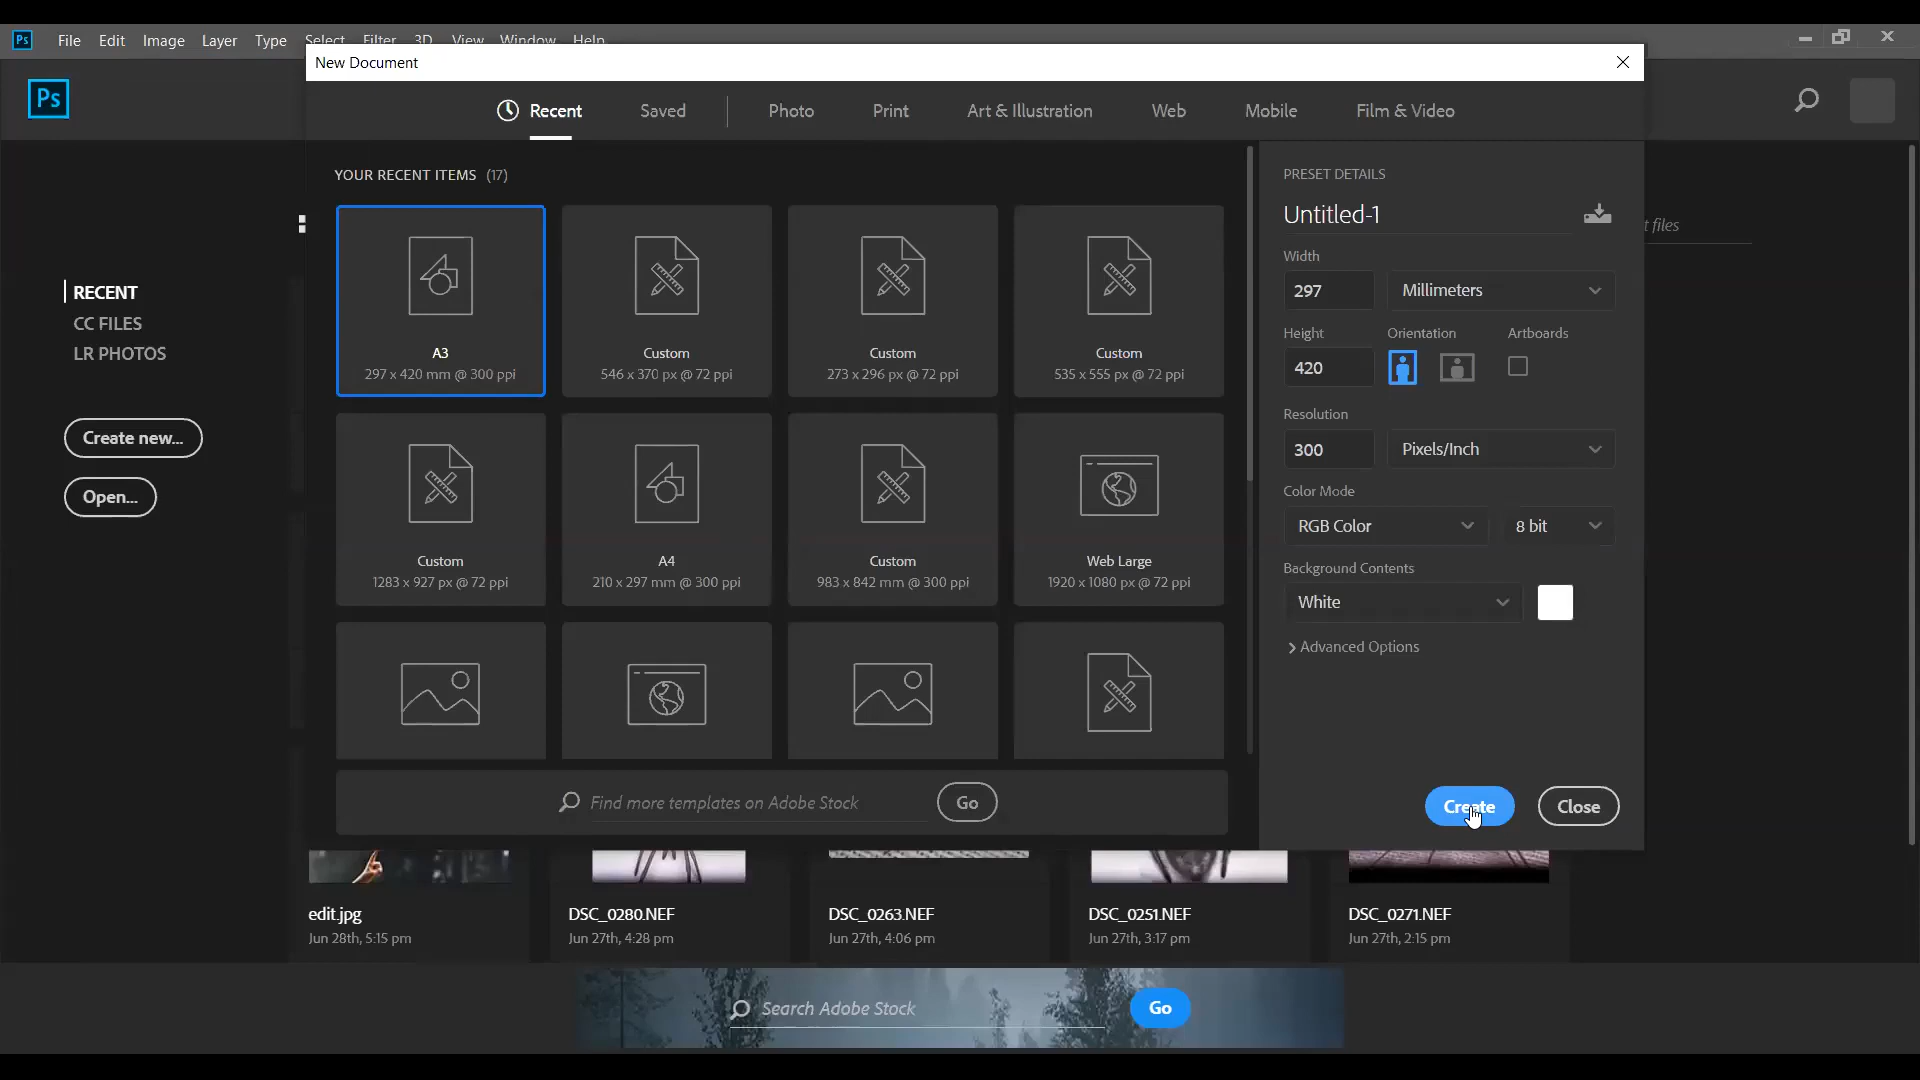 Ps File Edit Image Layer Type Select Filter 3D View Window Help
New Document
Ps
Recent Saved Photo Print Art & Illustration Web Mobile Film & Video
YOUR RECENT ITEMS (17)
A3
297 x 420 mm @ 300 ppi
Custom
546 x 370 px @ 72 ppi
Custom
273 x 296 px @ 72 ppi
Custom
535 x 555 px @ 72 ppi
Custom
1283 x 927 px @ 72 ppi
A4
210 x 297 mm @ 300 ppi
Custom
983 x 842 mm @ 300 ppi
Web Large
1920 x 1080 px @ 72 ppi
Find more templates on Adobe Stock
Go
PRESET DETAILS
Untitled-1
Width
297 Millimeters
Height Orientation Artboards
420
Resolution
300 Pixels/Inch
Color Mode
RGB Color 8 bit
Background Contents
White
Advanced Options
Create Close
t files
RECENT
CC FILES
LR PHOTOS
Create new...
Open...
edit.jpg
Jun 28th, 5:15 pm
DSC_0280.NEF
Jun 27th, 4:28 pm
DSC_0263.NEF
Jun 27th, 4:06 pm
DSC_0251.NEF
Jun 27th, 3:17 pm
DSC_0271.NEF
Jun 27th, 2:15 pm
Search Adobe Stock
Go